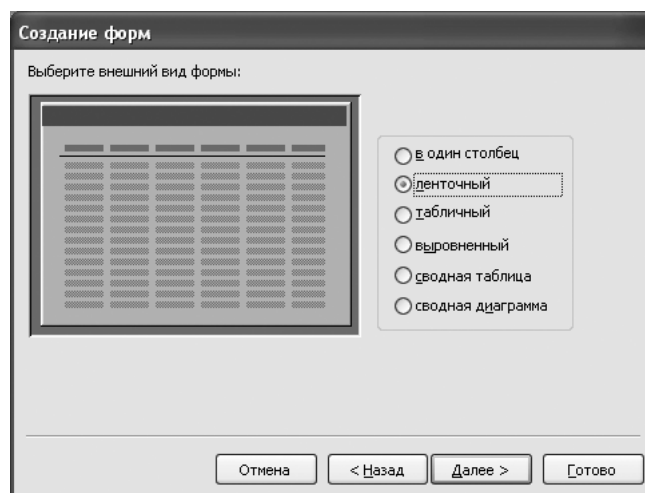 Создание форм
Выберите внешний вид формы:
в один столбец
ленточный
табличный
выровненный
сводная таблица
сводная диаграмма
Отмена
< Назад
Далее >
Готово